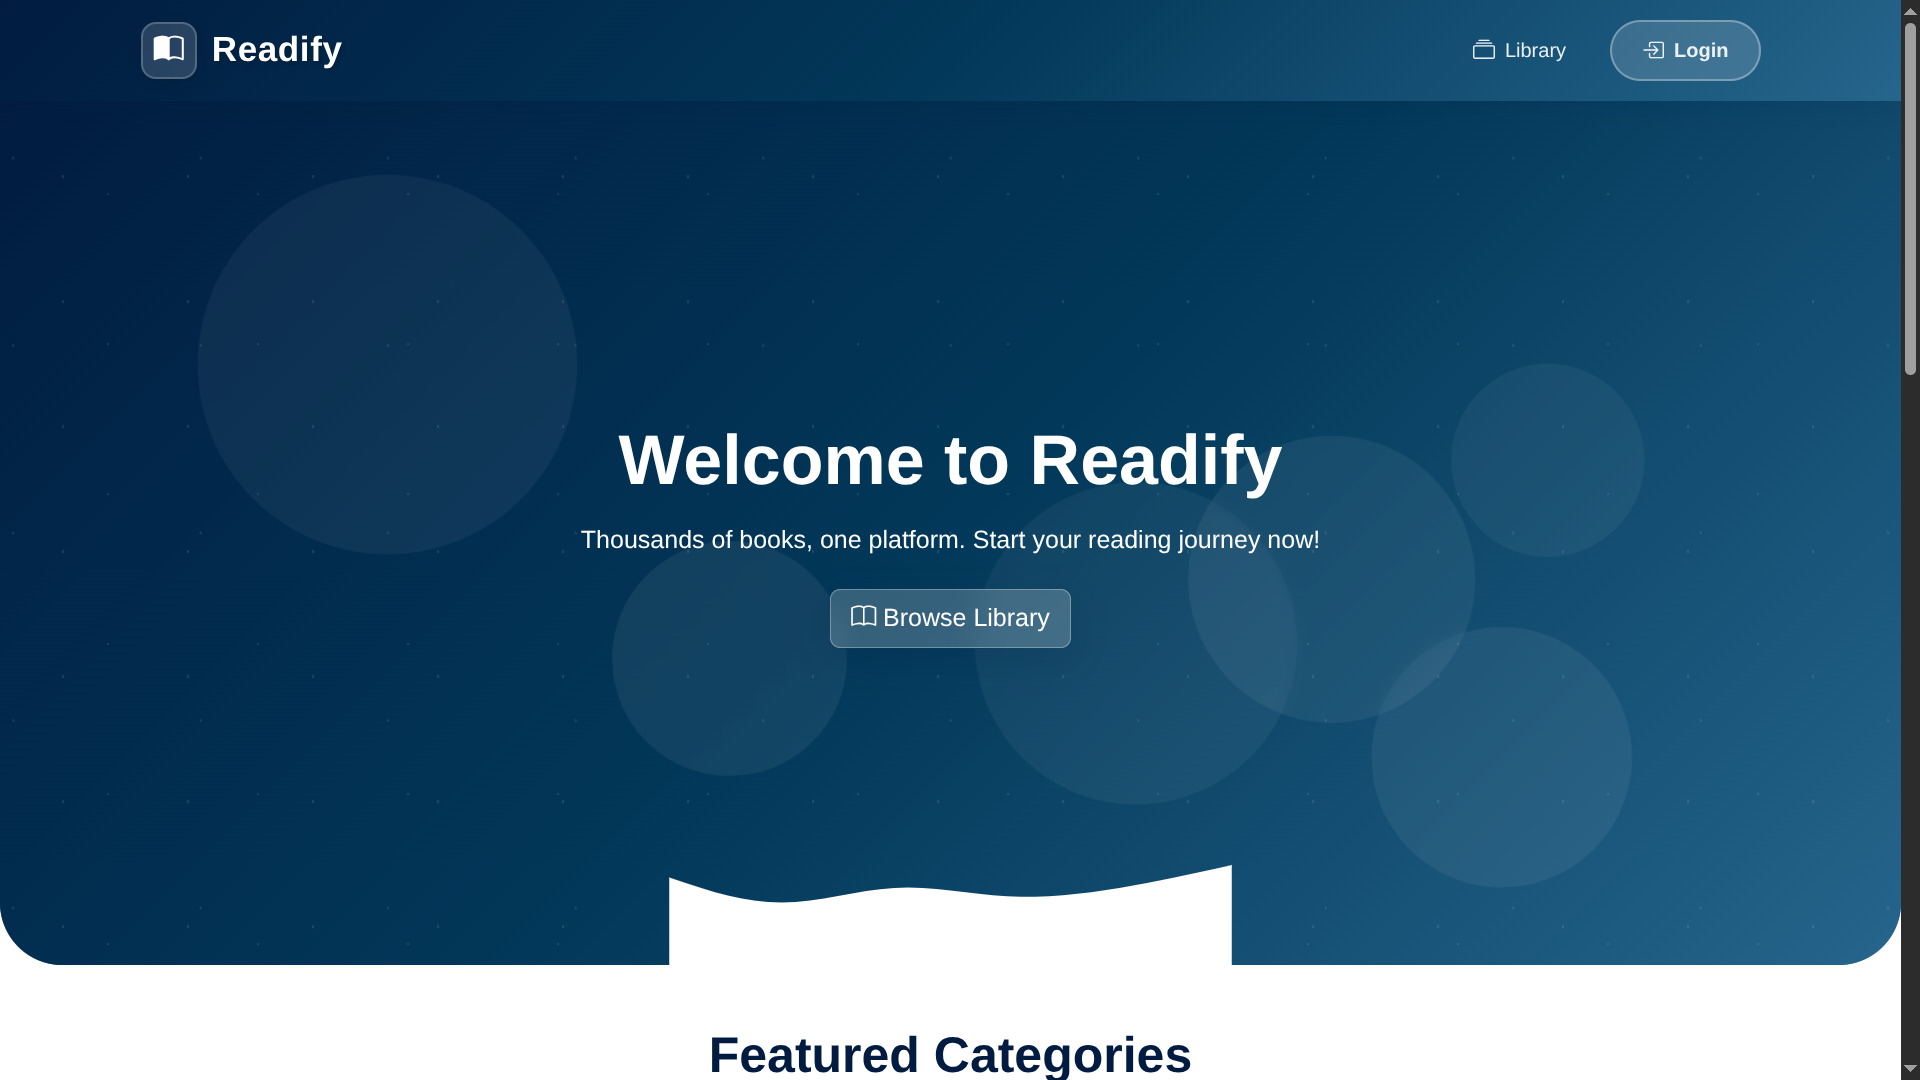 Readify
Library
Login
Welcome to Readify
Thousands of books, one platform. Start your reading journey now!
Browse Library
Featured Categories